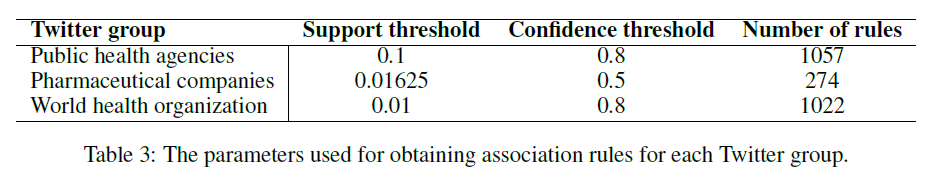 Twitter group Support threshold Confidence threshold Number of rules
Public health agencies 0.1 0.8 1057
Pharmaceutical companies 0.01625 0.5 274
World health organization 0.01 0.8 1022
Table 3: The parameters used for obtaining association rules for each Twitter group.